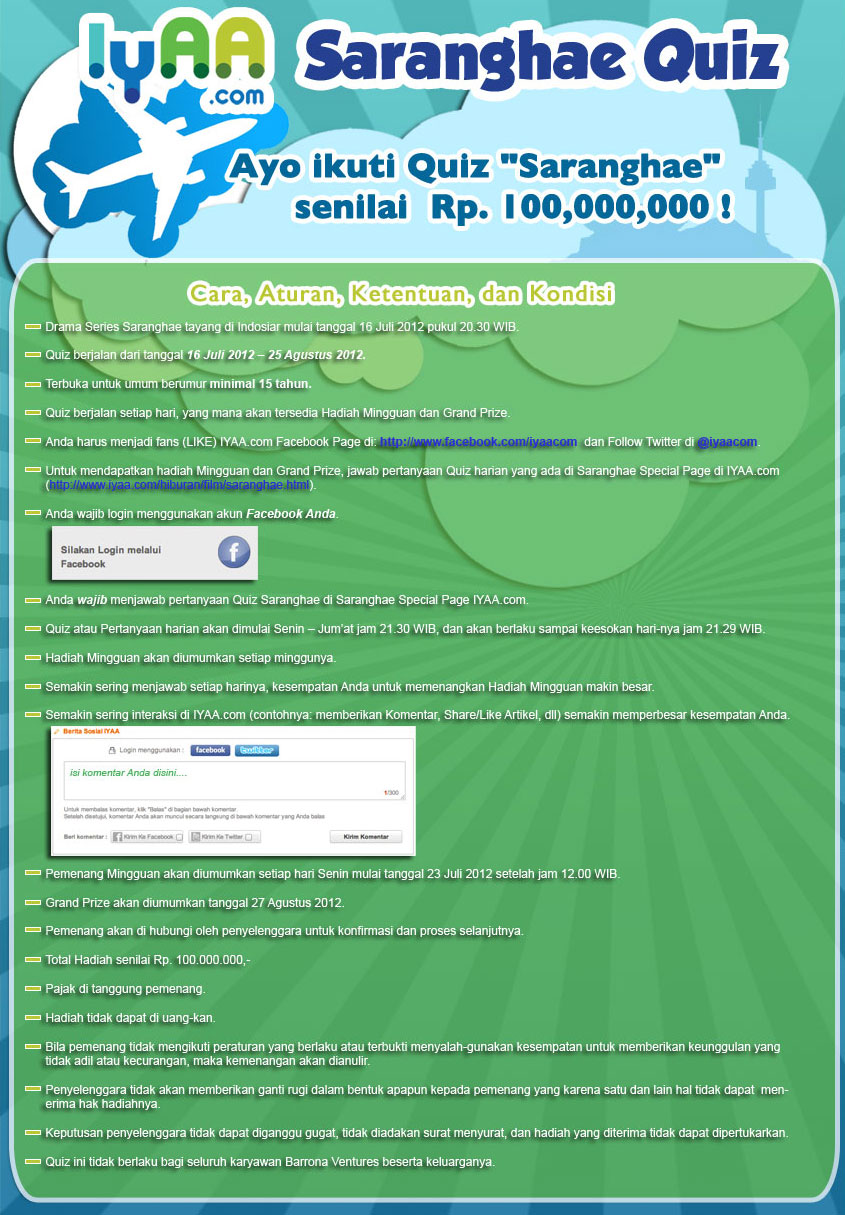 IyAA
.com
Saranghae Quiz
Ayo ikuti Quiz "Saranghae"
senilai Rp. 100,000,000 !
Cara, Aturan, Ketentuan, dan Kondisi
Drama Series Saranghae tayang di Indosiar mulai tanggal 16 Juli 2012 pukul 20.30 WIB.
Quiz berjalan dari tanggal 16 Juli 2012 – 25 Agustus 2012.
Terbuka untuk umum berumur minimal 15 tahun.
Quiz berjalan setiap hari, yang mana akan tersedia Hadiah Mingguan dan Grand Prize.
Anda harus menjadi fans (LIKE) IYAA.com Facebook Page di: http://www.facebook.com/iyaacom dan Follow Twitter di @iyaacom.
Untuk mendapatkan hadiah Mingguan dan Grand Prize, jawab pertanyaan Quiz harian yang ada di Saranghae Special Page di IYAA.com
(http://www.iyaa.com/hiburan/film/saranghae.html).
Anda wajib login menggunakan akun Facebook Anda.
Silakan Login melalui
Facebook
f
Anda wajib menjawab pertanyaan Quiz Saranghae di Saranghae Special Page IYAA.com.
Quiz atau Pertanyaan harian akan dimulai Senin – Jum'at jam 21.30 WIB, dan akan berlaku sampai keesokan hari-nya jam 21.29 WIB.
Hadiah Mingguan akan diumumkan setiap minggunya.
Semakin sering menjawab setiap harinya, kesempatan Anda untuk memenangkan Hadiah Mingguan makin besar.
Semakin sering interaksi di IYAA.com (contohnya: memberikan Komentar, Share/Like Artikel, dll) semakin memperbesar kesempatan Anda.
Berita Sosial IYAA
Login menggunakan : facebook twitter
isi komentar Anda disini....
1/300
Untuk membalas komentar, klik "Balas" di bagian bawah komentar
Setelah disetujui, komentar Anda akan muncul secara langsung di bawah komentar yang Anda balas
Beri komentar : Kirim Ke Facebook Kirim Ke Twitter Kirim Komentar
Pemenang Mingguan akan diumumkan setiap hari Senin mulai tanggal 23 Juli 2012 setelah jam 12.00 WIB.
Grand Prize akan diumumkan tanggal 27 Agustus 2012.
Pemenang akan di hubungi oleh penyelenggara untuk konfirmasi dan proses selanjutnya.
Total Hadiah senilai Rp. 100.000.000,-
Pajak di tanggung pemenang.
Hadiah tidak dapat di uang-kan.
Bila pemenang tidak mengikuti peraturan yang berlaku atau terbukti menyalah-gunakan kesempatan untuk memberikan keunggulan yang
tidak adil atau kecurangan, maka kemenangan akan dianulir.
Penyelenggara tidak akan memberikan ganti rugi dalam bentuk apapun kepada pemenang yang karena satu dan lain hal tidak dapat men-
erima hak hadiahnya.
Keputusan penyelenggara tidak dapat diganggu gugat, tidak diadakan surat menyurat, dan hadiah yang diterima tidak dapat dipertukarkan.
Quiz ini tidak berlaku bagi seluruh karyawan Barrona Ventures beserta keluarganya.